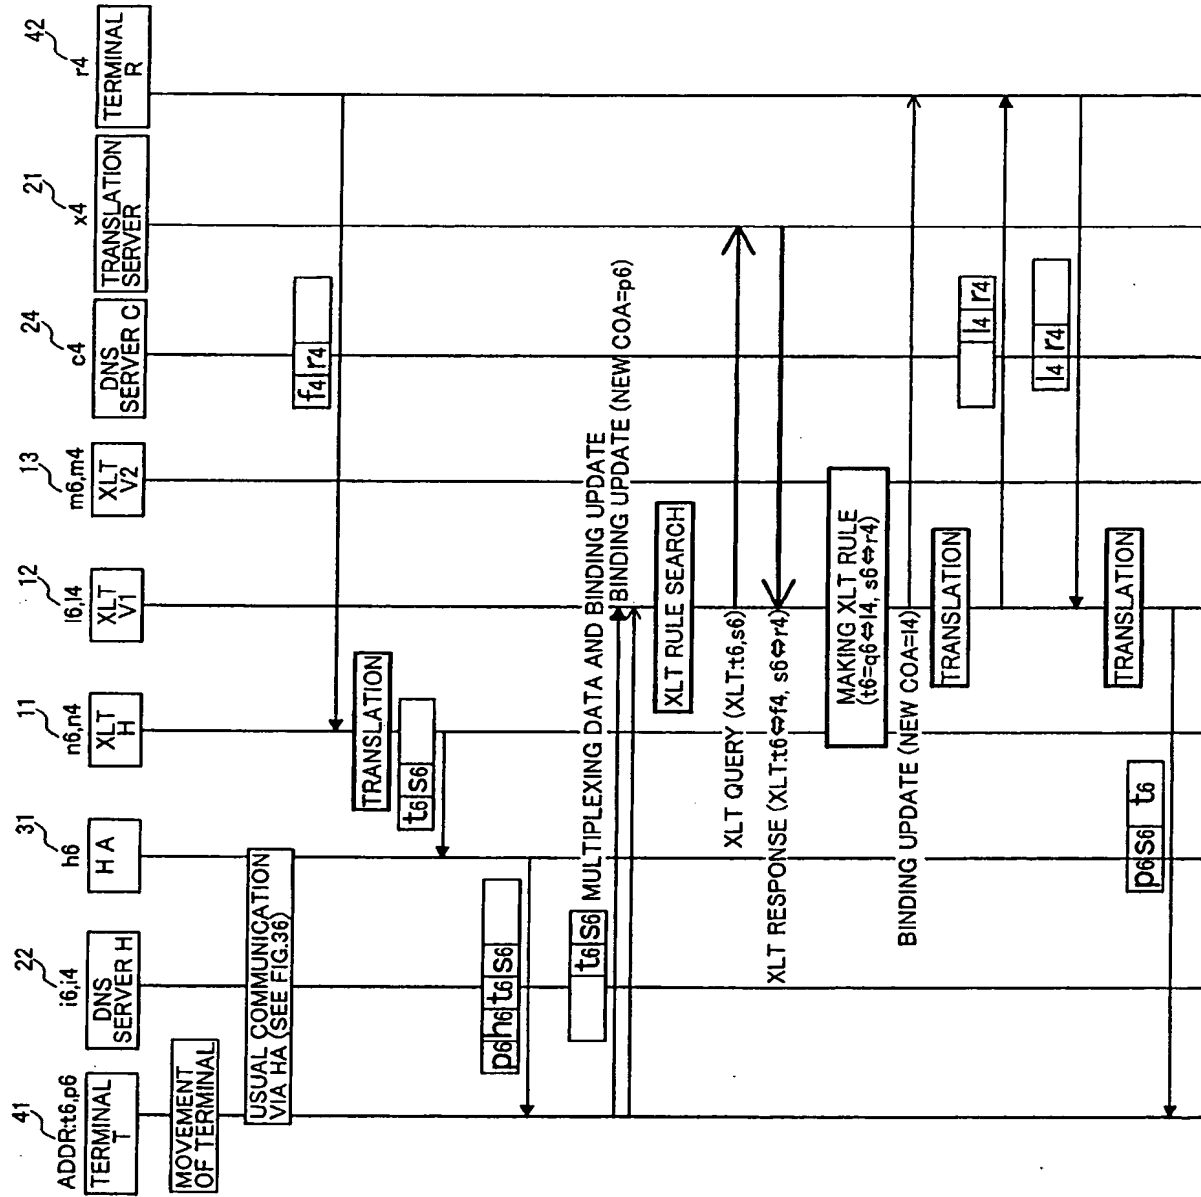 41
ADDR:t6,p6
TERMINAL
T
22
i6,i4
DNS
SERVER H
31
h6
H A
11
n6,n4
XLT
H
12
l6,l4
XLT
V1
13
m6,m4
XLT
V2
24
c4
DNS
SERVER C
21
x4
TRANSLATION
SERVER
42
r4
TERMINAL
R
MOVEMENT
OF TERMINAL
USUAL COMMUNICATION
VIA HA (SEE FIG.36)
f4 r4
TRANSLATION
t6 s6
p6 h6 t6 s6
t6 s6
MULTIPLEXING DATA AND BINDING UPDATE
BINDING UPDATE (NEW COA=p6)
XLT RULE SEARCH
XLT QUERY (XLT:t6,s6)
XLT RESPONSE (XLT:t6⇔f4, s6⇔r4)
MAKING XLT RULE
(t6=q6⇔l4, s6⇔r4)
BINDING UPDATE (NEW COA=l4)
TRANSLATION
l4 r4
l4 r4
TRANSLATION
p6 s6 t6